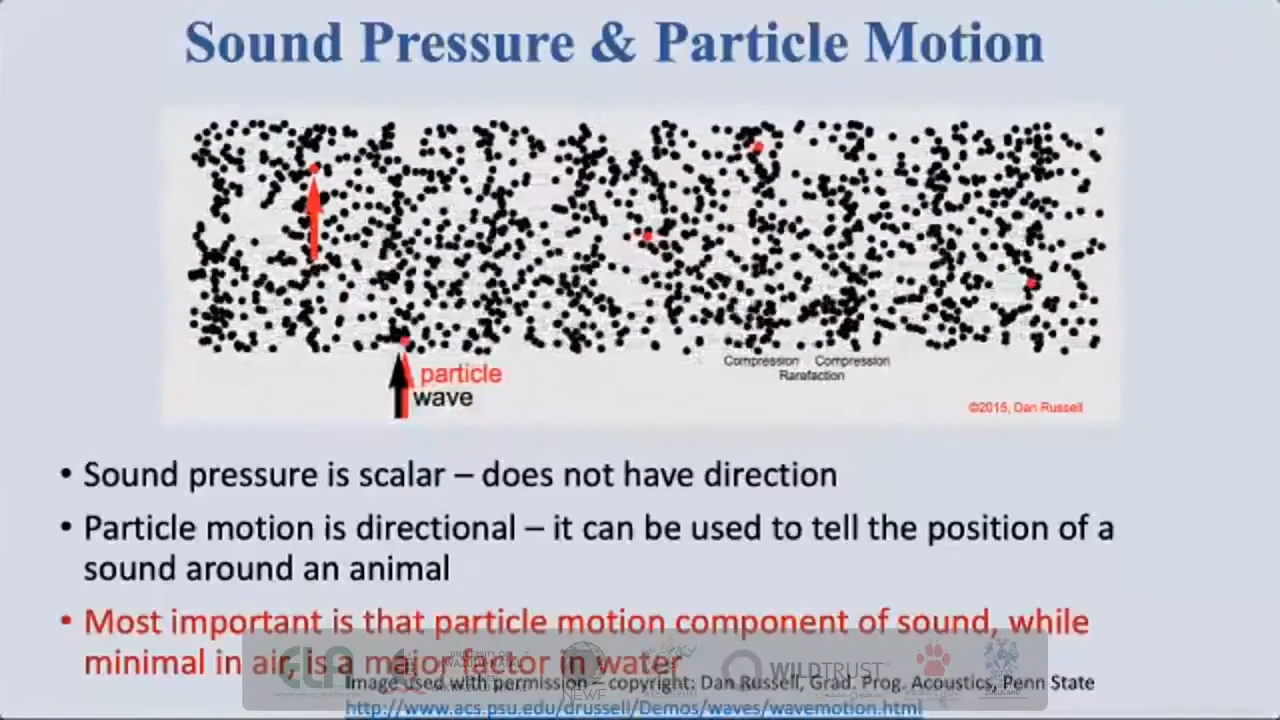 Sound Pressure & Particle Motion
particle
wave
Compression Compression
Rarafaction
©2015, Dan Russell
• Sound pressure is scalar – does not have direction
• Particle motion is directional – it can be used to tell the position of a
sound around an animal
• Most important is that particle motion component of sound, while
minimal in air, is a major factor in water
WILDTRUST
Image used with permission – copyright: Dan Russell, Grad. Prog. Acoustics, Penn State
http://www.acs.psu.edu/drussell/Demos/waves/wavemotion.html